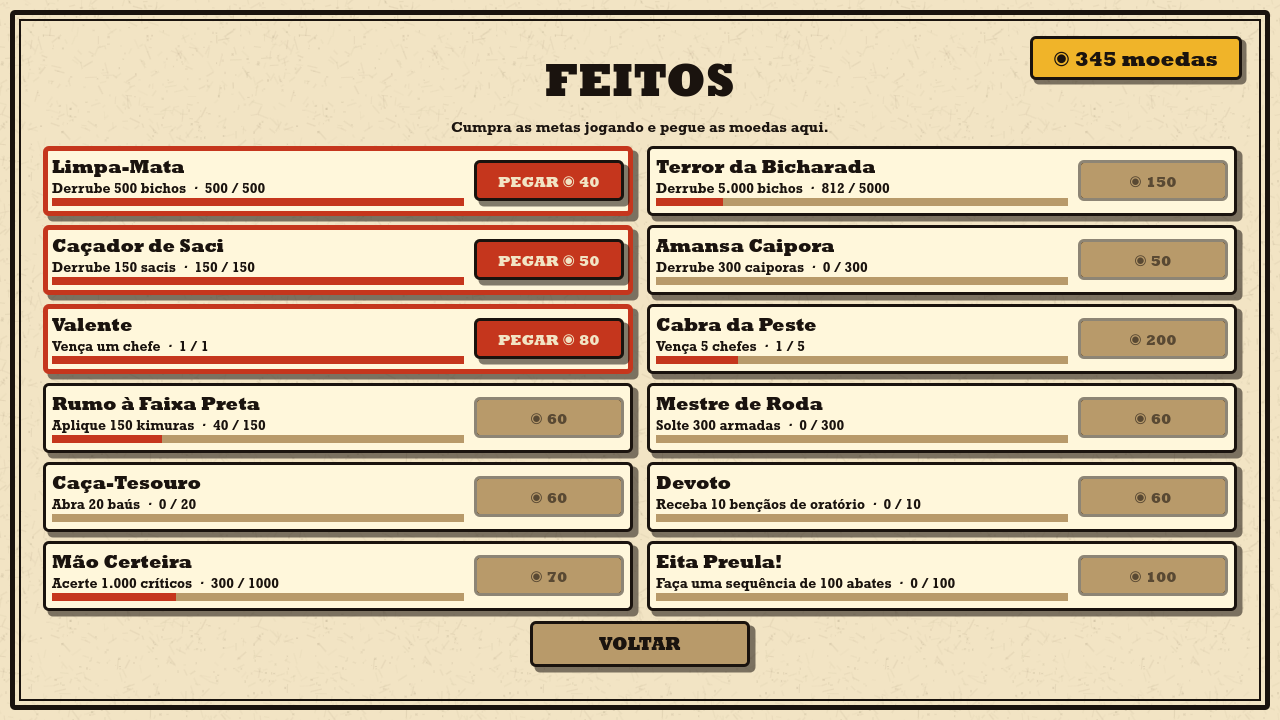 ◉ 345 moedas
FEITOS
Cumpra as metas jogando e pegue as moedas aqui.
Limpa-Mata
Derrube 500 bichos · 500 / 500
PEGAR ◉ 40
Terror da Bicharada
Derrube 5.000 bichos · 812 / 5000
◉ 150
Caçador de Saci
Derrube 150 sacis · 150 / 150
PEGAR ◉ 50
Amansa Caipora
Derrube 300 caiporas · 0 / 300
◉ 50
Valente
Vença um chefe · 1 / 1
PEGAR ◉ 80
Cabra da Peste
Vença 5 chefes · 1 / 5
◉ 200
Rumo à Faixa Preta
Aplique 150 kimuras · 40 / 150
◉ 60
Mestre de Roda
Solte 300 armadas · 0 / 300
◉ 60
Caça-Tesouro
Abra 20 baús · 0 / 20
◉ 60
Devoto
Receba 10 bençãos de oratório · 0 / 10
◉ 60
Mão Certeira
Acerte 1.000 críticos · 300 / 1000
◉ 70
Eita Preula!
Faça uma sequência de 100 abates · 0 / 100
◉ 100
VOLTAR